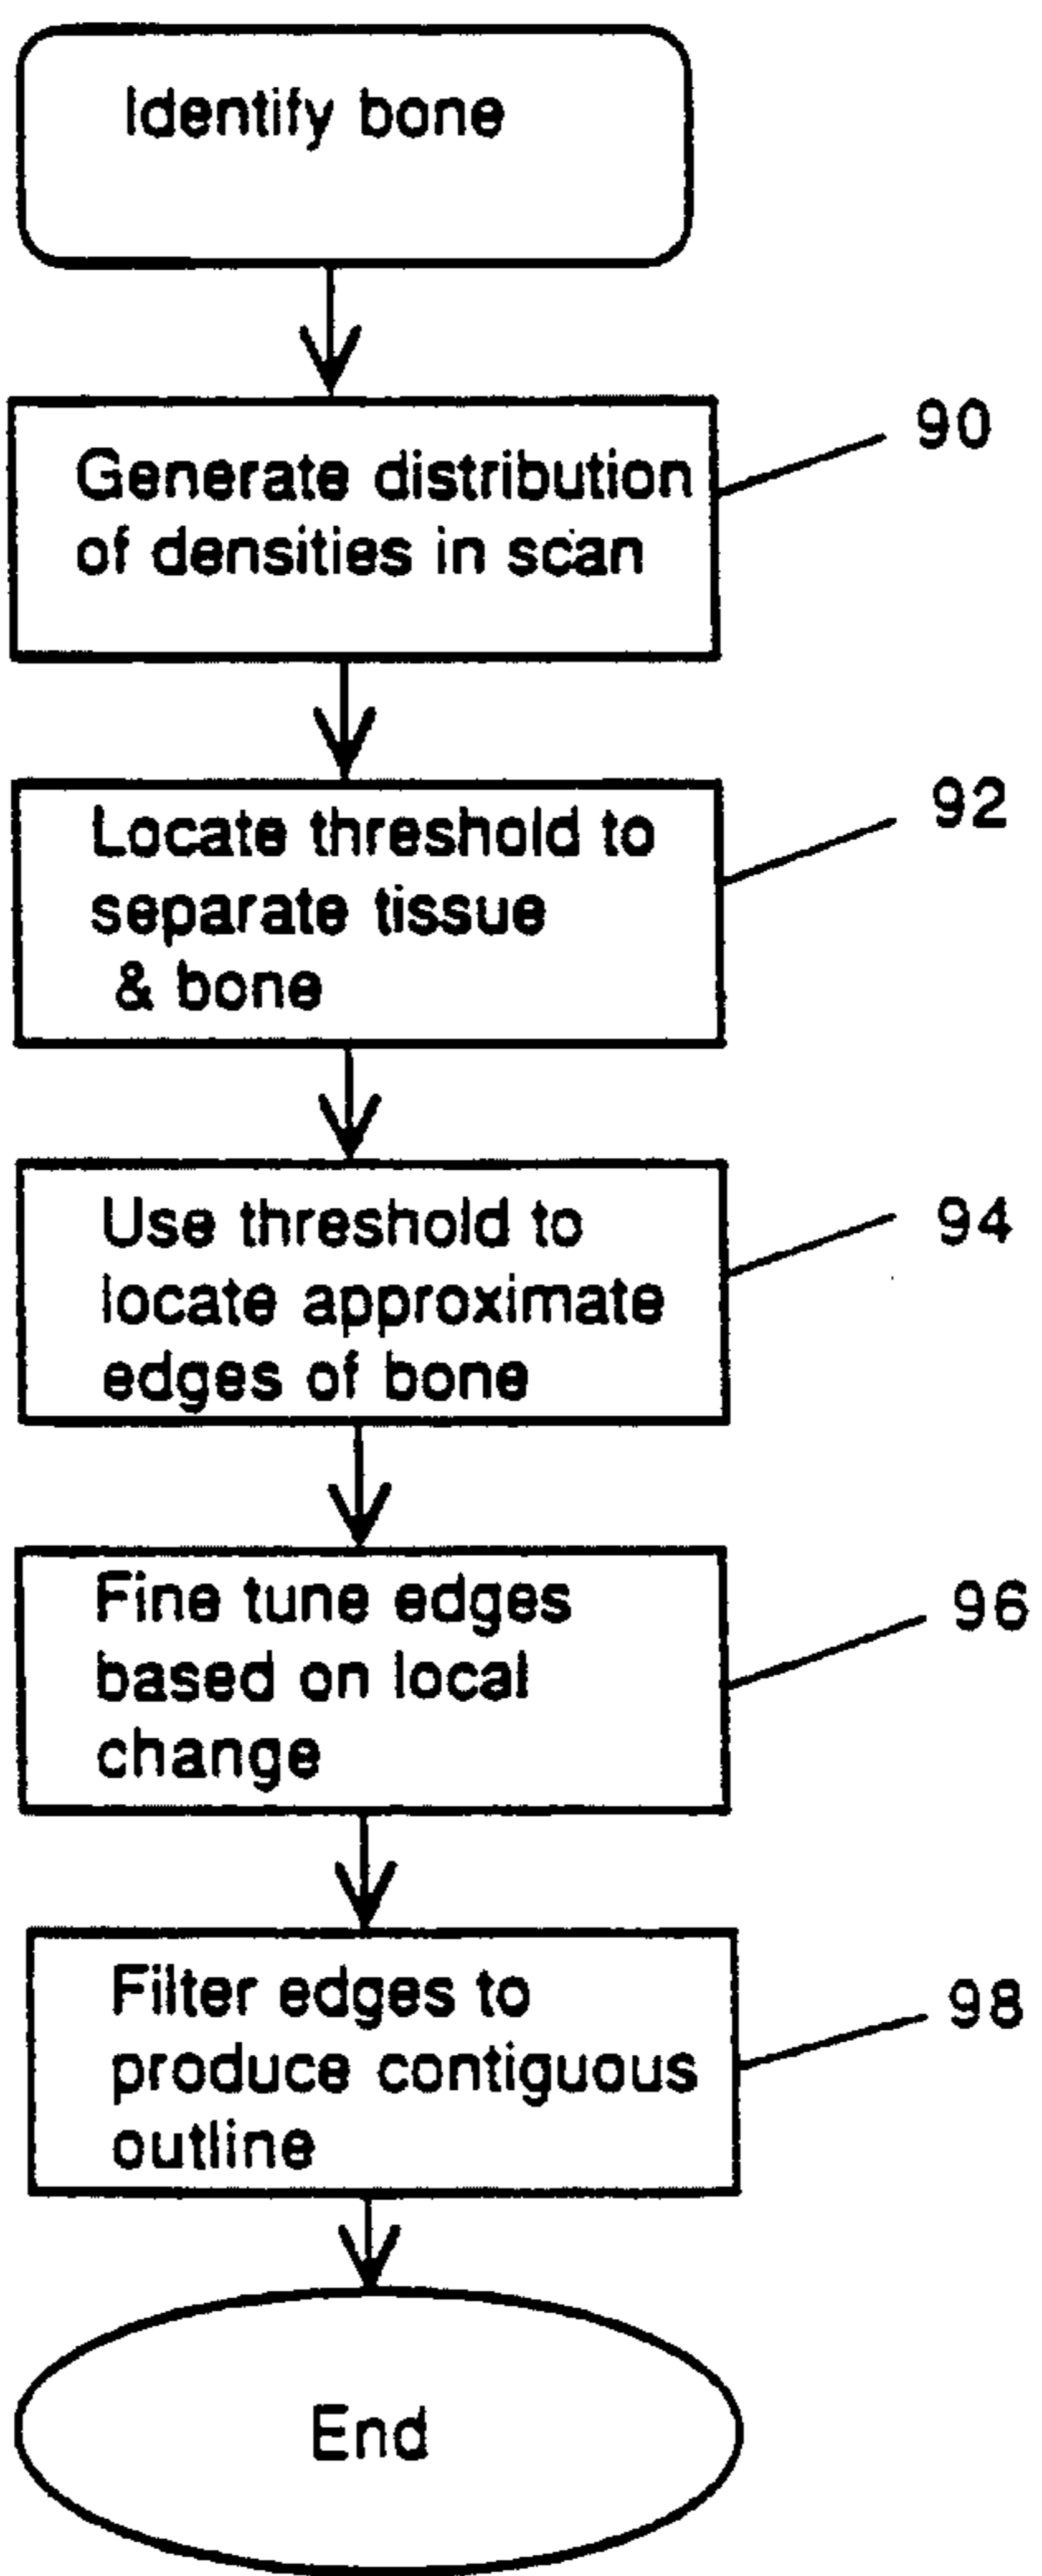 Identify bone
90
Generate distribution
of densities in scan
92
Locate threshold to
separate tissue
& bone
94
Use threshold to
locate approximate
edges of bone
96
Fine tune edges
based on local
change
98
Filter edges to
produce contiguous
outline
End